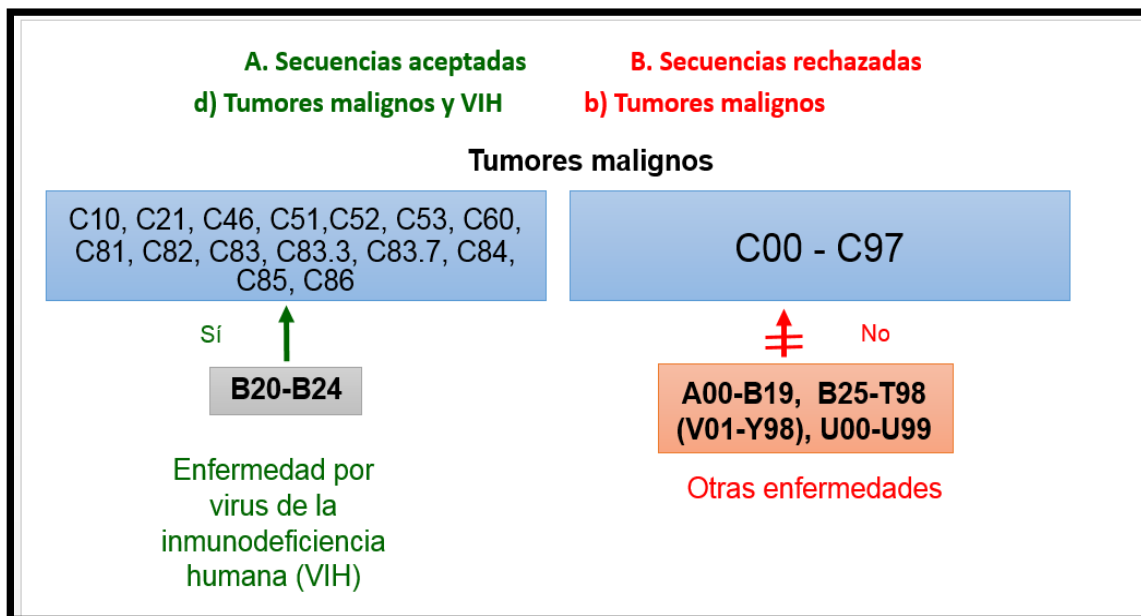 A. Secuencias aceptadas
d) Tumores malignos y VIH
B. Secuencias rechazadas
b) Tumores malignos
Tumores malignos
C10, C21, C46, C51,C52, C53, C60,
C81, C82, C83, C83.3, C83.7, C84,
C85, C86
Sí
B20-B24
Enfermedad por
virus de la
inmunodeficiencia
humana (VIH)
C00 - C97
No
A00-B19, B25-T98
(V01-Y98), U00-U99
Otras enfermedades